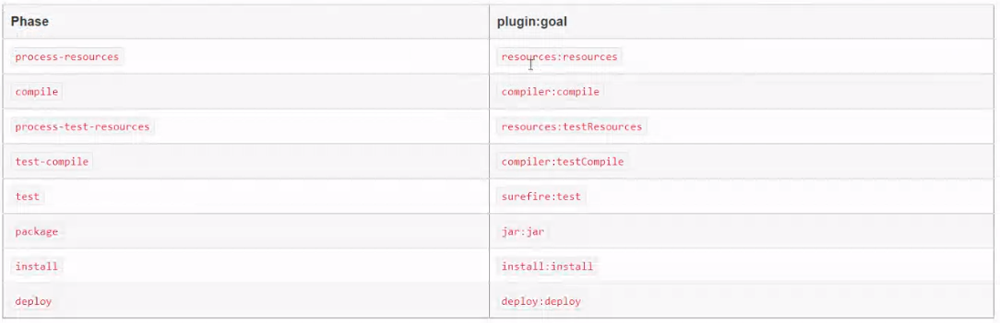 Phase plugin:goal
process-resources resources:resources
compile compiler:compile
process-test-resources resources:testResources
test-compile compiler:testCompile
test surefire:test
package jar:jar
install install:install
deploy deploy:deploy